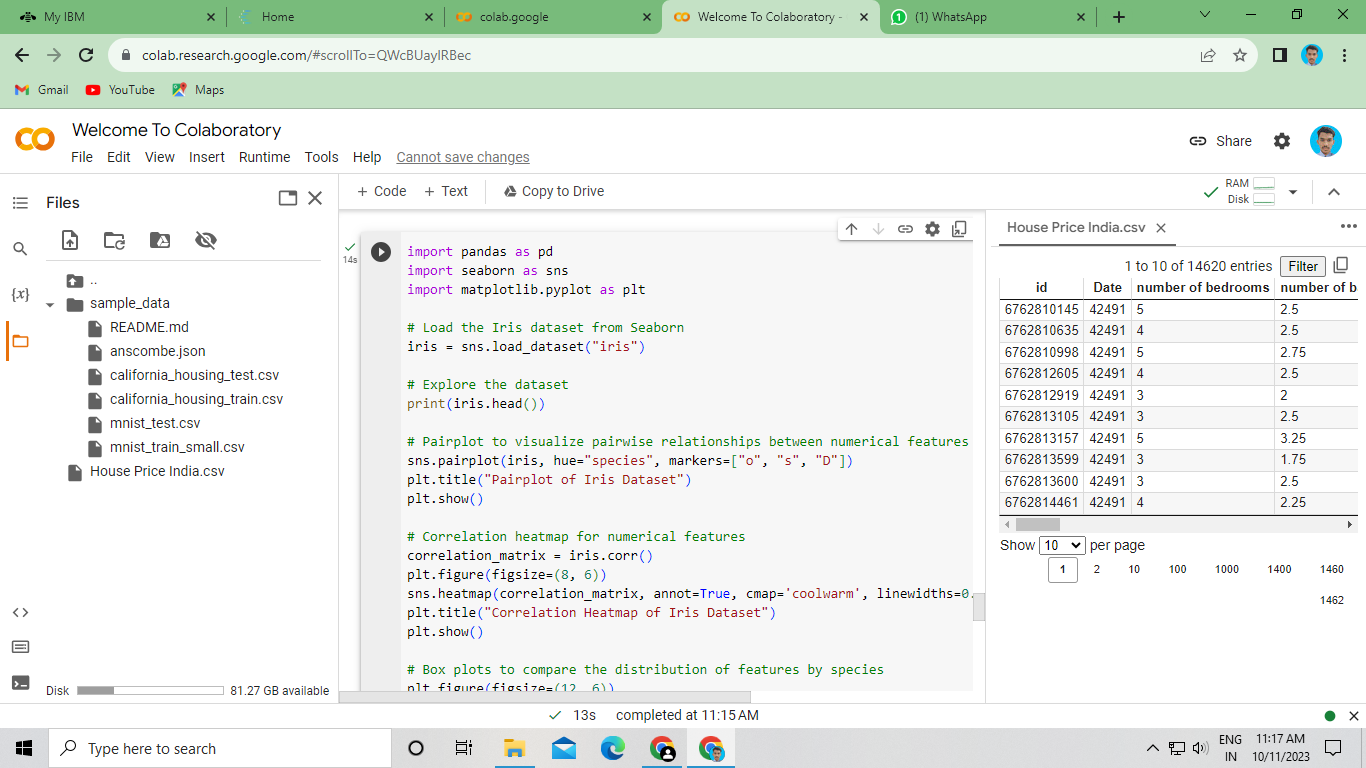 My IBM
Home
colab.google
Welcome To Colaboratory -
(1) WhatsApp
colab.research.google.com/#scrollTo=QWcBUaylRBec
Gmail
YouTube
Maps
Welcome To Colaboratory
File Edit View Insert Runtime Tools Help Cannot save changes
Share
+ Code + Text Copy to Drive
RAM
Disk
Files
..
sample_data
README.md
anscombe.json
california_housing_test.csv
california_housing_train.csv
mnist_test.csv
mnist_train_small.csv
House Price India.csv
Disk 81.27 GB available
14s
import pandas as pd
import seaborn as sns
import matplotlib.pyplot as plt
# Load the Iris dataset from Seaborn
iris = sns.load_dataset("iris")
# Explore the dataset
print(iris.head())
# Pairplot to visualize pairwise relationships between numerical features
sns.pairplot(iris, hue="species", markers=["o", "s", "D"])
plt.title("Pairplot of Iris Dataset")
plt.show()
# Correlation heatmap for numerical features
correlation_matrix = iris.corr()
plt.figure(figsize=(8, 6))
sns.heatmap(correlation_matrix, annot=True, cmap='coolwarm', linewidths=0.
plt.title("Correlation Heatmap of Iris Dataset")
plt.show()
# Box plots to compare the distribution of features by species
plt.figure(figsize=(12, 6))
House Price India.csv
1 to 10 of 14620 entries Filter
id Date number of bedrooms number of b
6762810145 42491 5 2.5
6762810635 42491 4 2.5
6762810998 42491 5 2.75
6762812605 42491 4 2.5
6762812919 42491 3 2
6762813105 42491 3 2.5
6762813157 42491 5 3.25
6762813599 42491 3 1.75
6762813600 42491 3 2.5
6762814461 42491 4 2.25
Show 10 per page
1 2 10 100 1000 1400 1460
1462
13s completed at 11:15 AM
Type here to search
ENG
IN
11:17 AM
10/11/2023